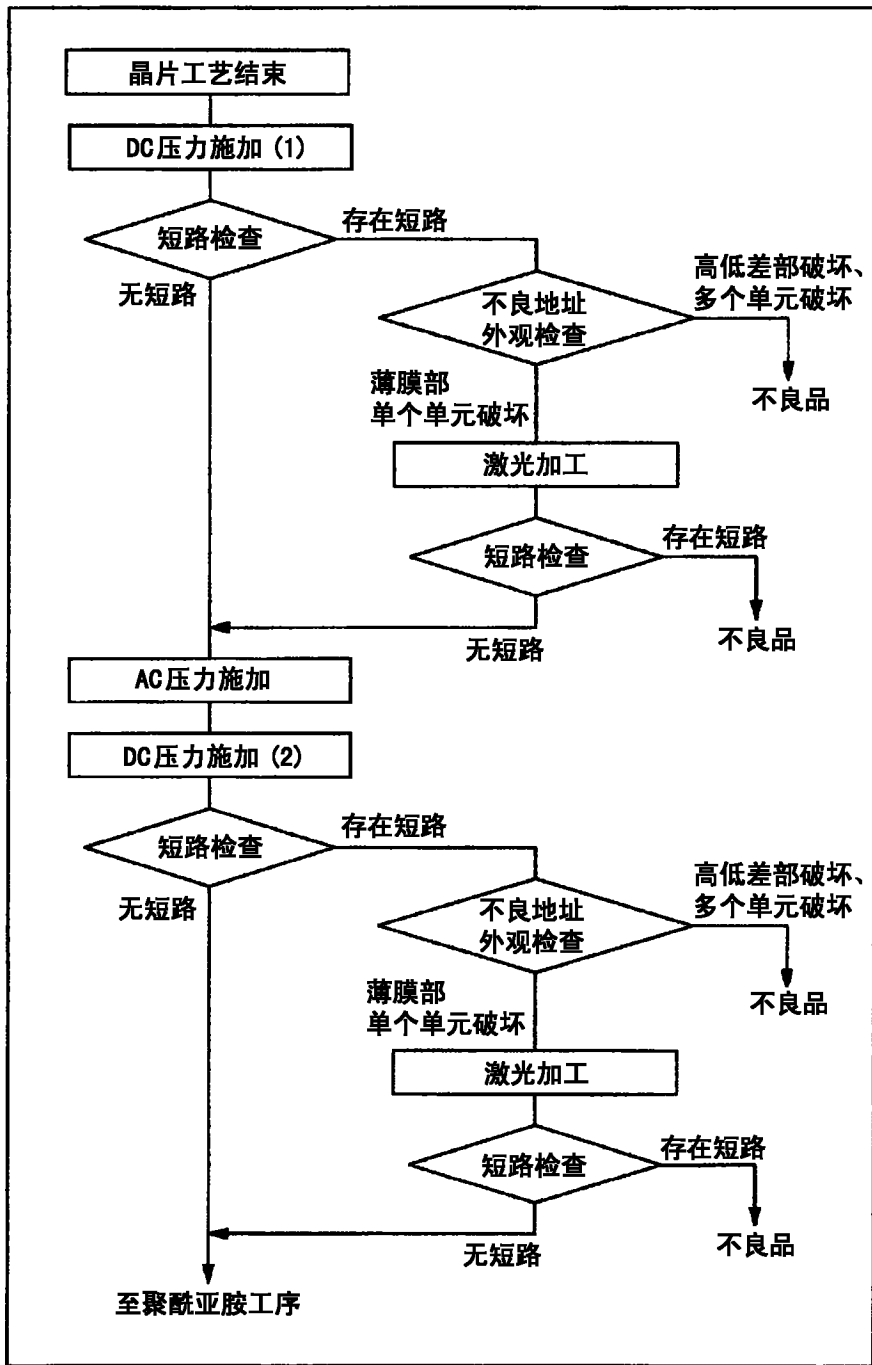 晶片工艺结束
DC压力施加 (1)
短路检查
存在短路
无短路
不良地址
外观检查
高低差部破坏、
多个单元破坏
不良品
薄膜部
单个单元破坏
激光加工
短路检查
存在短路
不良品
无短路
AC压力施加
DC压力施加 (2)
短路检查
存在短路
无短路
不良地址
外观检查
高低差部破坏、
多个单元破坏
不良品
薄膜部
单个单元破坏
激光加工
短路检查
存在短路
不良品
无短路
至聚酰亚胺工序